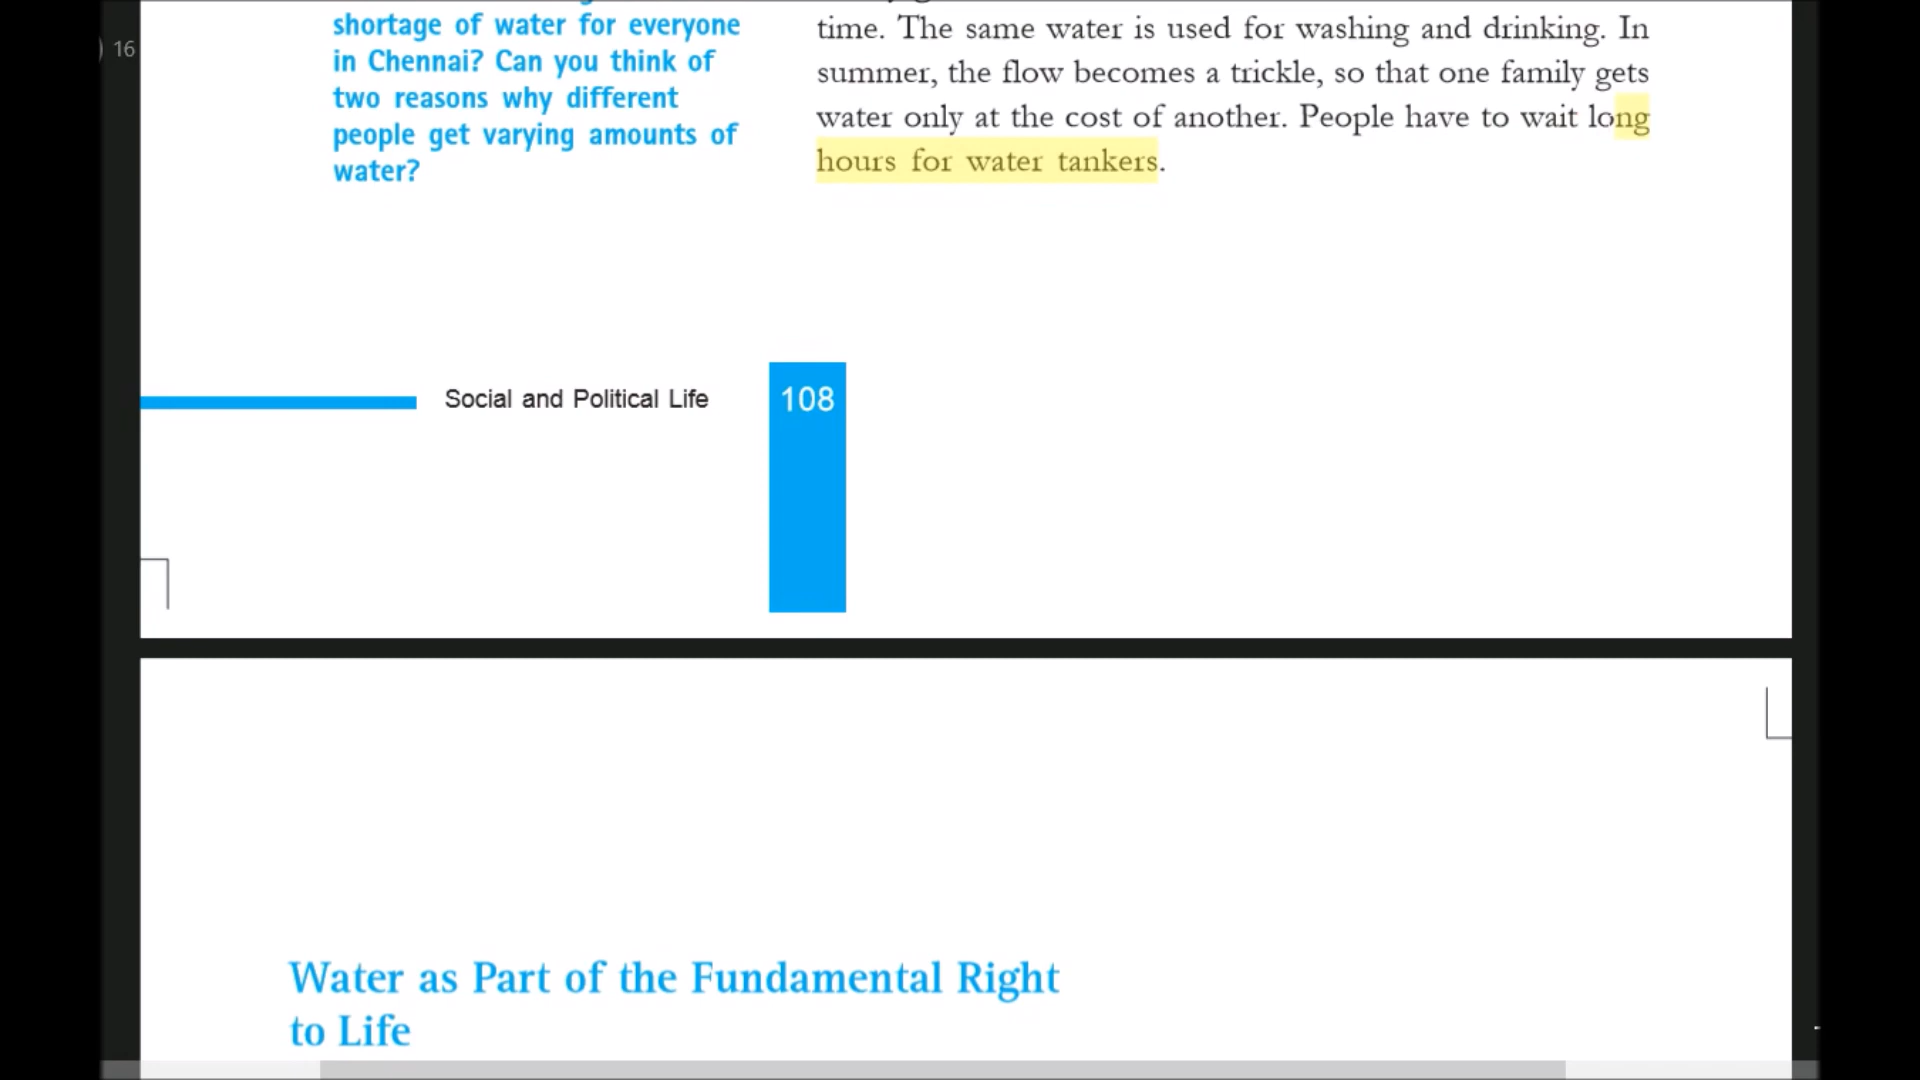 16
shortage of water for everyone
in Chennai? Can you think of
two reasons why different
people get varying amounts of
water?
time. The same water is used for washing and drinking. In
summer, the flow becomes a trickle, so that one family gets
water only at the cost of another. People have to wait long
hours for water tankers.
Social and Political Life
108
Water as Part of the Fundamental Right
to Life